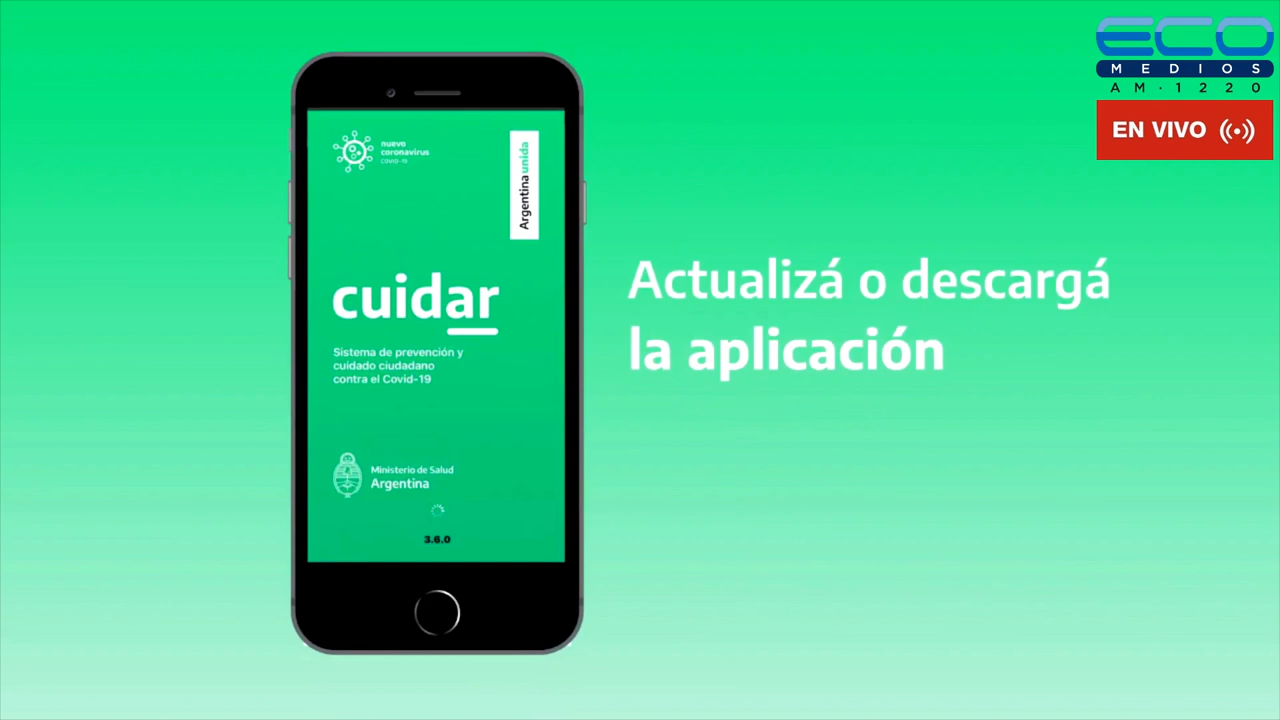 ECO
MEDIOS
AM·1220
EN VIVO
nuevo
coronavirus
COVID-19
Argentina unida
cuidar
Sistema de prevención y
cuidado ciudadano
contra el Covid-19
Ministerio de Salud
Argentina
3.6.0
Actualizá o descargá
la aplicación